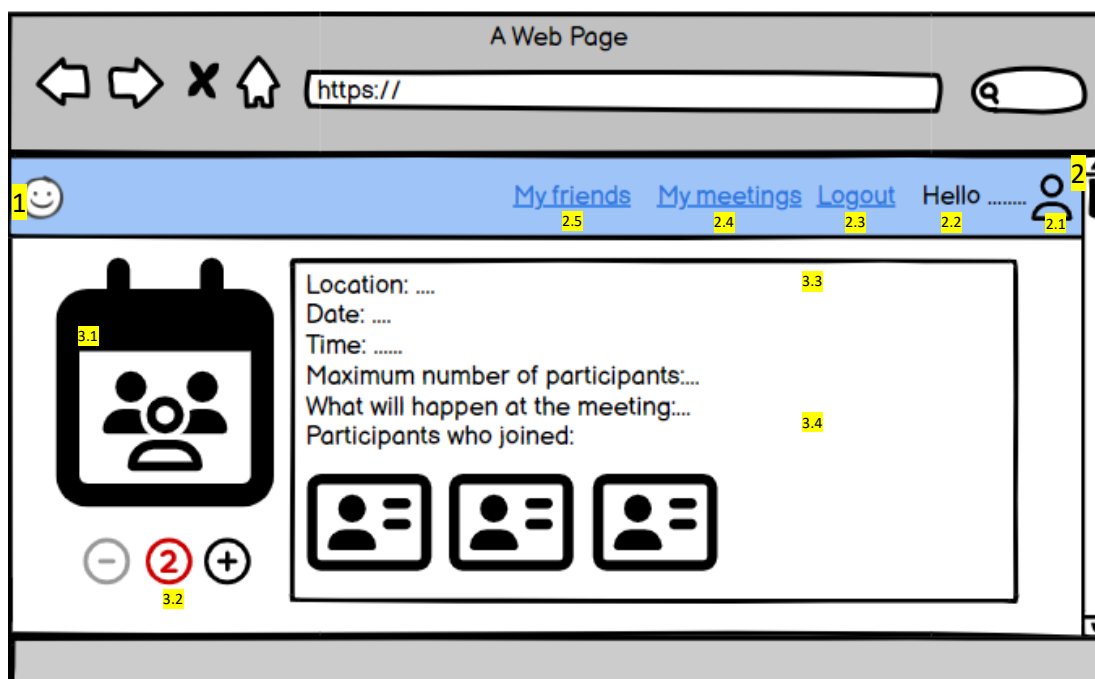 A Web Page
https://
1
2
My friends My meetings Logout Hello ........
2.5 2.4 2.3 2.2 2.1
3.1
Location: ....
3.3
Date: ....
Time: ......
Maximum number of participants:...
What will happen at the meeting:...
3.4
Participants who joined:
2
3.2